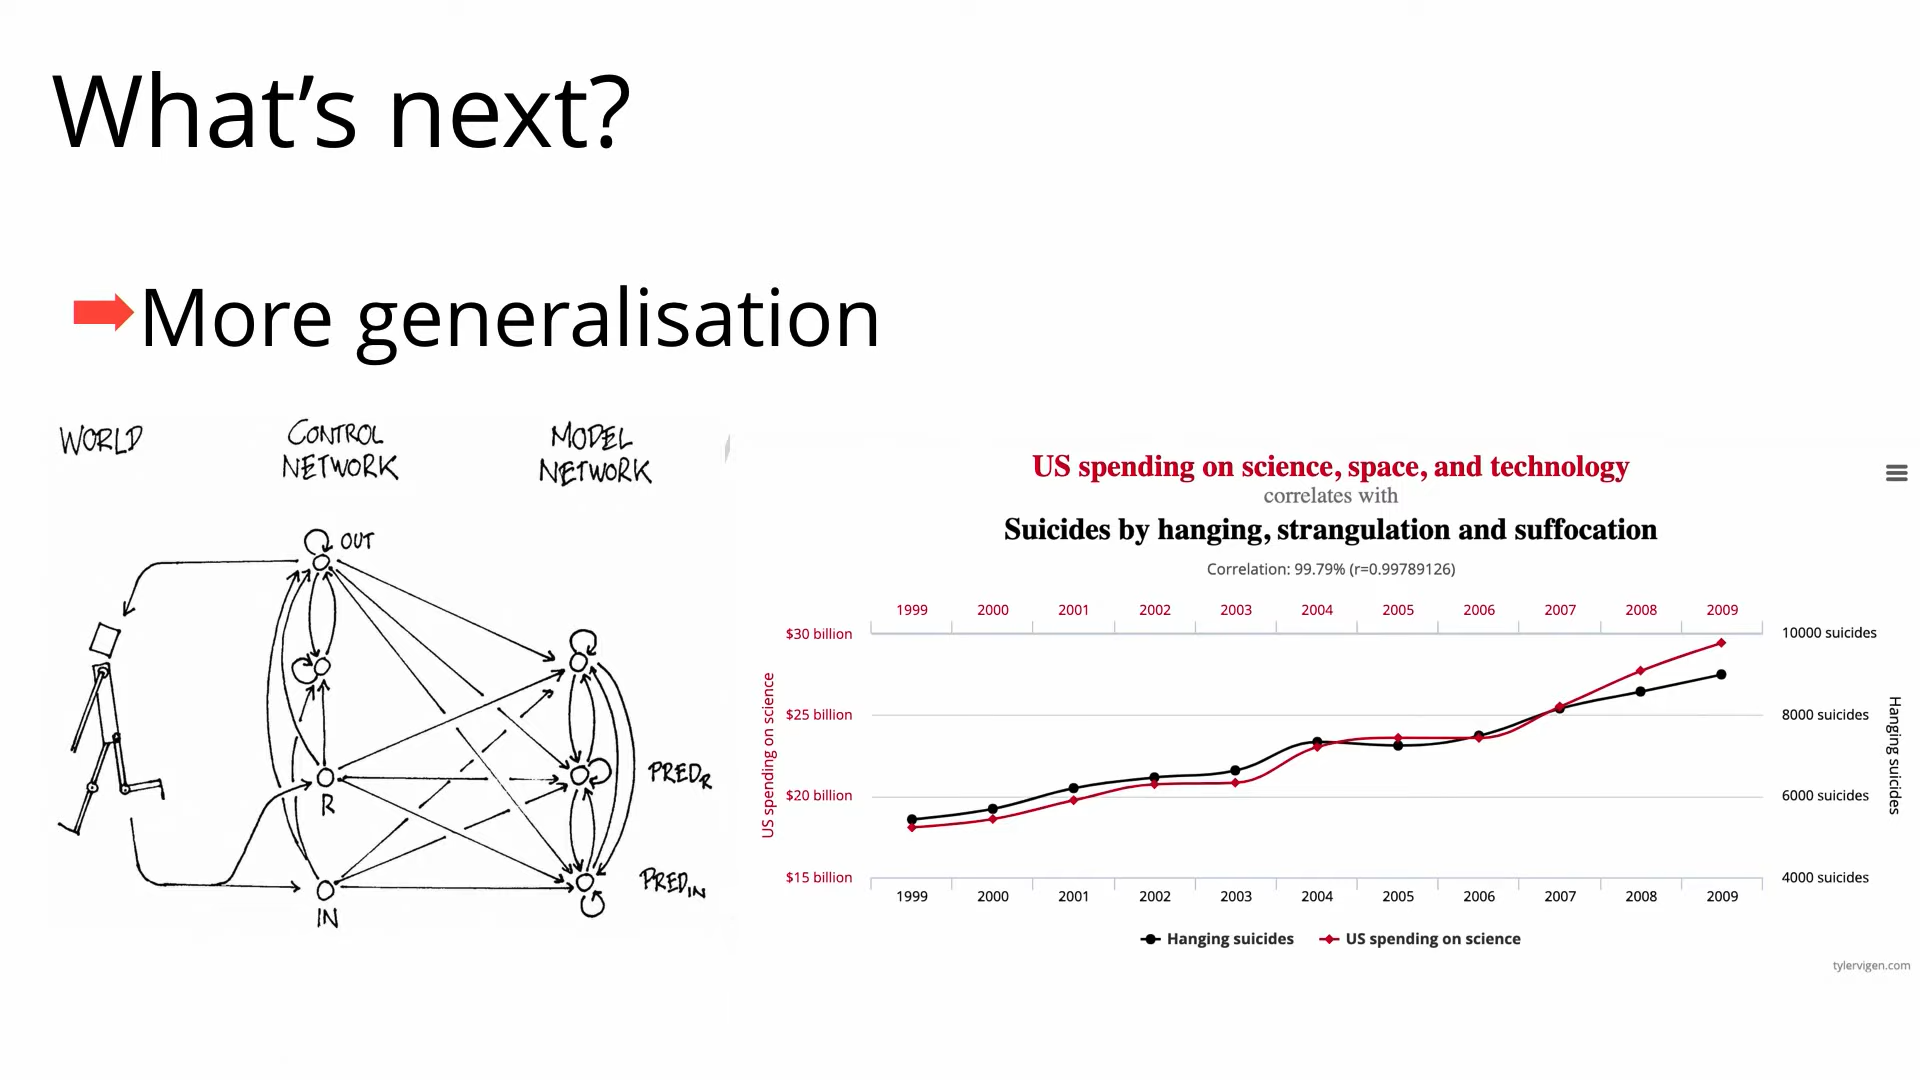 What's next?
More generalisation
WORLD
CONTROL
NETWORK
MODEL
NETWORK
OUT
R
IN
PREDR
PREDIN
US spending on science, space, and technology
correlates with
Suicides by hanging, strangulation and suffocation
Correlation: 99.79% (r=0.99789126)
1999 2000 2001 2002 2003 2004 2005 2006 2007 2008 2009
US spending on science
$30 billion
$25 billion
$20 billion
$15 billion
10000 suicides
8000 suicides
6000 suicides
4000 suicides
Hanging suicides
1999 2000 2001 2002 2003 2004 2005 2006 2007 2008 2009
Hanging suicides US spending on science
tylervigen.com